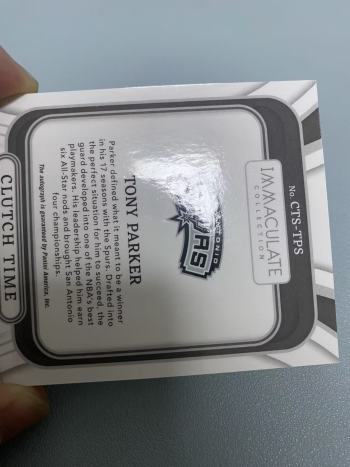 No. CTS-TPS
IMMACULATE
COLLECTION
TONY PARKER
Parker defined what it meant to be a winner
in his 17 seasons with the Spurs. Drafted into
the perfect situation for him to succeed, the
guard developed into one of the NBA's best
playmakers. His leadership helped him earn
six All-Star nods and brought San Antonio
four championships.
The autograph is guaranteed by Panini America, Inc.
CLUTCH TIME